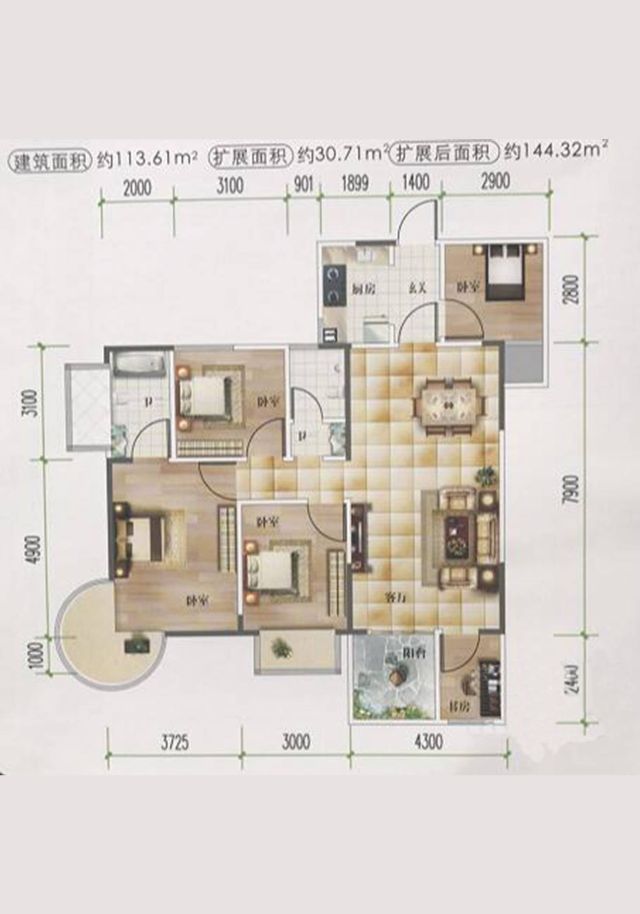 建筑面积 约113.61m² 扩展面积 约30.71m² 扩展后面积 约144.32m²
2000 3100 901 1899 1400 2900
厨房 玄关 卧室
2800
3100
卫 卧室 卫
7900
4900
卧室
卧室 客厅
1000
阳台
书房
2400
3725 3000 4300